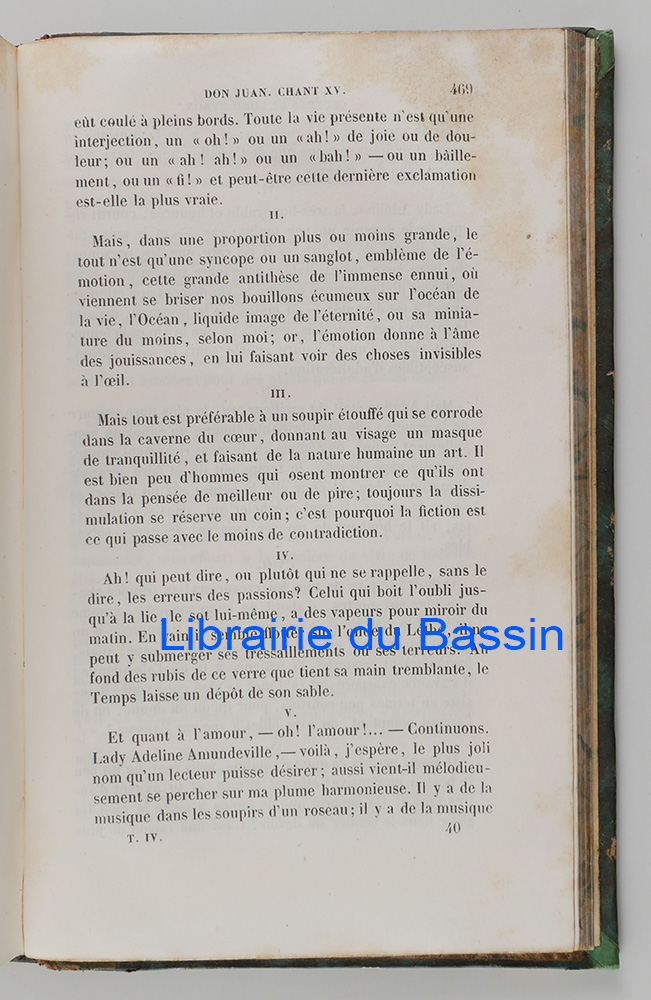 DON JUAN. CHANT XV. 469
eût coulé à pleins bords. Toute la vie présente n'est qu'une
interjection, un « oh! » ou un « ah! » de joie ou de dou-
leur; ou un « ah! ah! » ou un « bah! » — ou un bâille-
ment, ou un « fi! » et peut-être cette dernière exclamation
est-elle la plus vraie.
II.
Mais, dans une proportion plus ou moins grande, le
tout n'est qu'une syncope ou un sanglot, emblème de l'é-
motion, cette grande antithèse de l'immense ennui, où
viennent se briser nos bouillons écumeux sur l'océan de
la vie, l'Océan, liquide image de l'éternité, ou sa minia-
ture du moins, selon moi; or, l'émotion donne à l'âme
des jouissances, en lui faisant voir des choses invisibles
à l'œil.
III.
Mais tout est préférable à un soupir étouffé qui se corrode
dans la caverne du cœur, donnant au visage un masque
de tranquillité, et faisant de la nature humaine un art. Il
est bien peu d'hommes qui osent montrer ce qu'ils ont
dans la pensée de meilleur ou de pire; toujours la dissi-
mulation se réserve un coin; c'est pourquoi la fiction est
ce qui passe avec le moins de contradiction.
IV.
Ah! qui peut dire, ou plutôt qui ne se rappelle, sans le
dire, les erreurs des passions? Celui qui boit l'oubli jus-
qu'à la lie, le sot lui-même, a des vapeurs pour miroir du
matin. En
Librairie du Bassin
peut y submerger ses tressaillements ou ses terreurs. Au
fond des rubis de ce verre que tient sa main tremblante, le
Temps laisse un dépôt de son sable.
V.
Et quant à l'amour, — oh! l'amour!... — Continuons.
Lady Adeline Amundeville, — voilà, j'espère, le plus joli
nom qu'un lecteur puisse désirer; aussi vient-il mélodieu-
sement se percher sur ma plume harmonieuse. Il y a de la
musique dans les soupirs d'un roseau; il y a de la musique
T. IV. 40